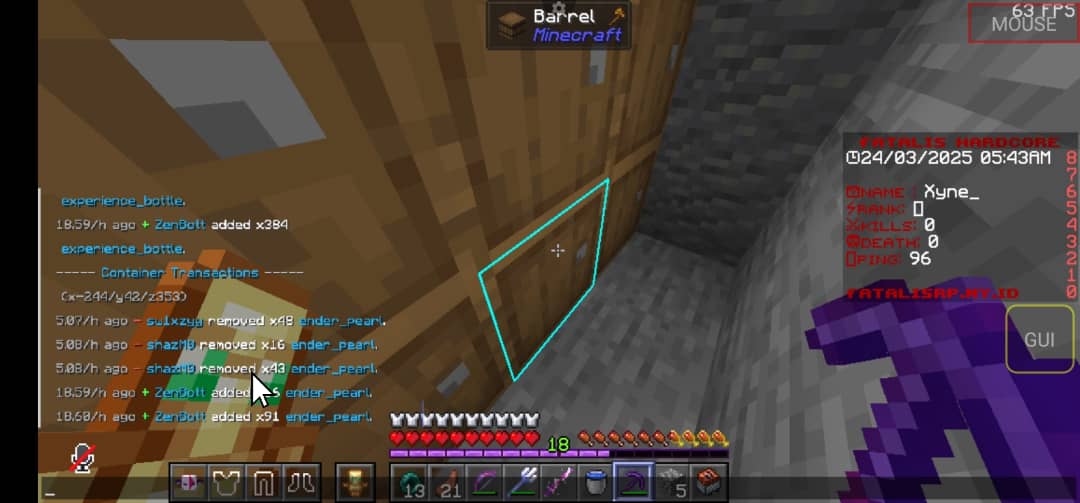 Barrel
Minecraft
63 FPS
MOUSE
FATALIS HARDCORE
24/03/2025 05:43AM
NAME : Xyne_
RANK:
KILLS: 0
DEATH: 0
PING: 96
FATALISRP.MY.ID
8
7
6
5
4
3
2
1
0
experience_bottle.
18.59/h ago + ZenDott added x384
experience_bottle.
----- Container Transactions -----
(x-244/y42/z353)
5.07/h ago - su1xzyy removed x48 ender_pearl.
5.08/h ago - shazM8 removed x16 ender_pearl.
5.08/h ago - shazM8 removed x43 ender_pearl.
18.59/h ago + ZenDott added ender_pearl.
18.60/h ago + ZenDott added x91 ender_pearl.
GUI
18
13
21
5